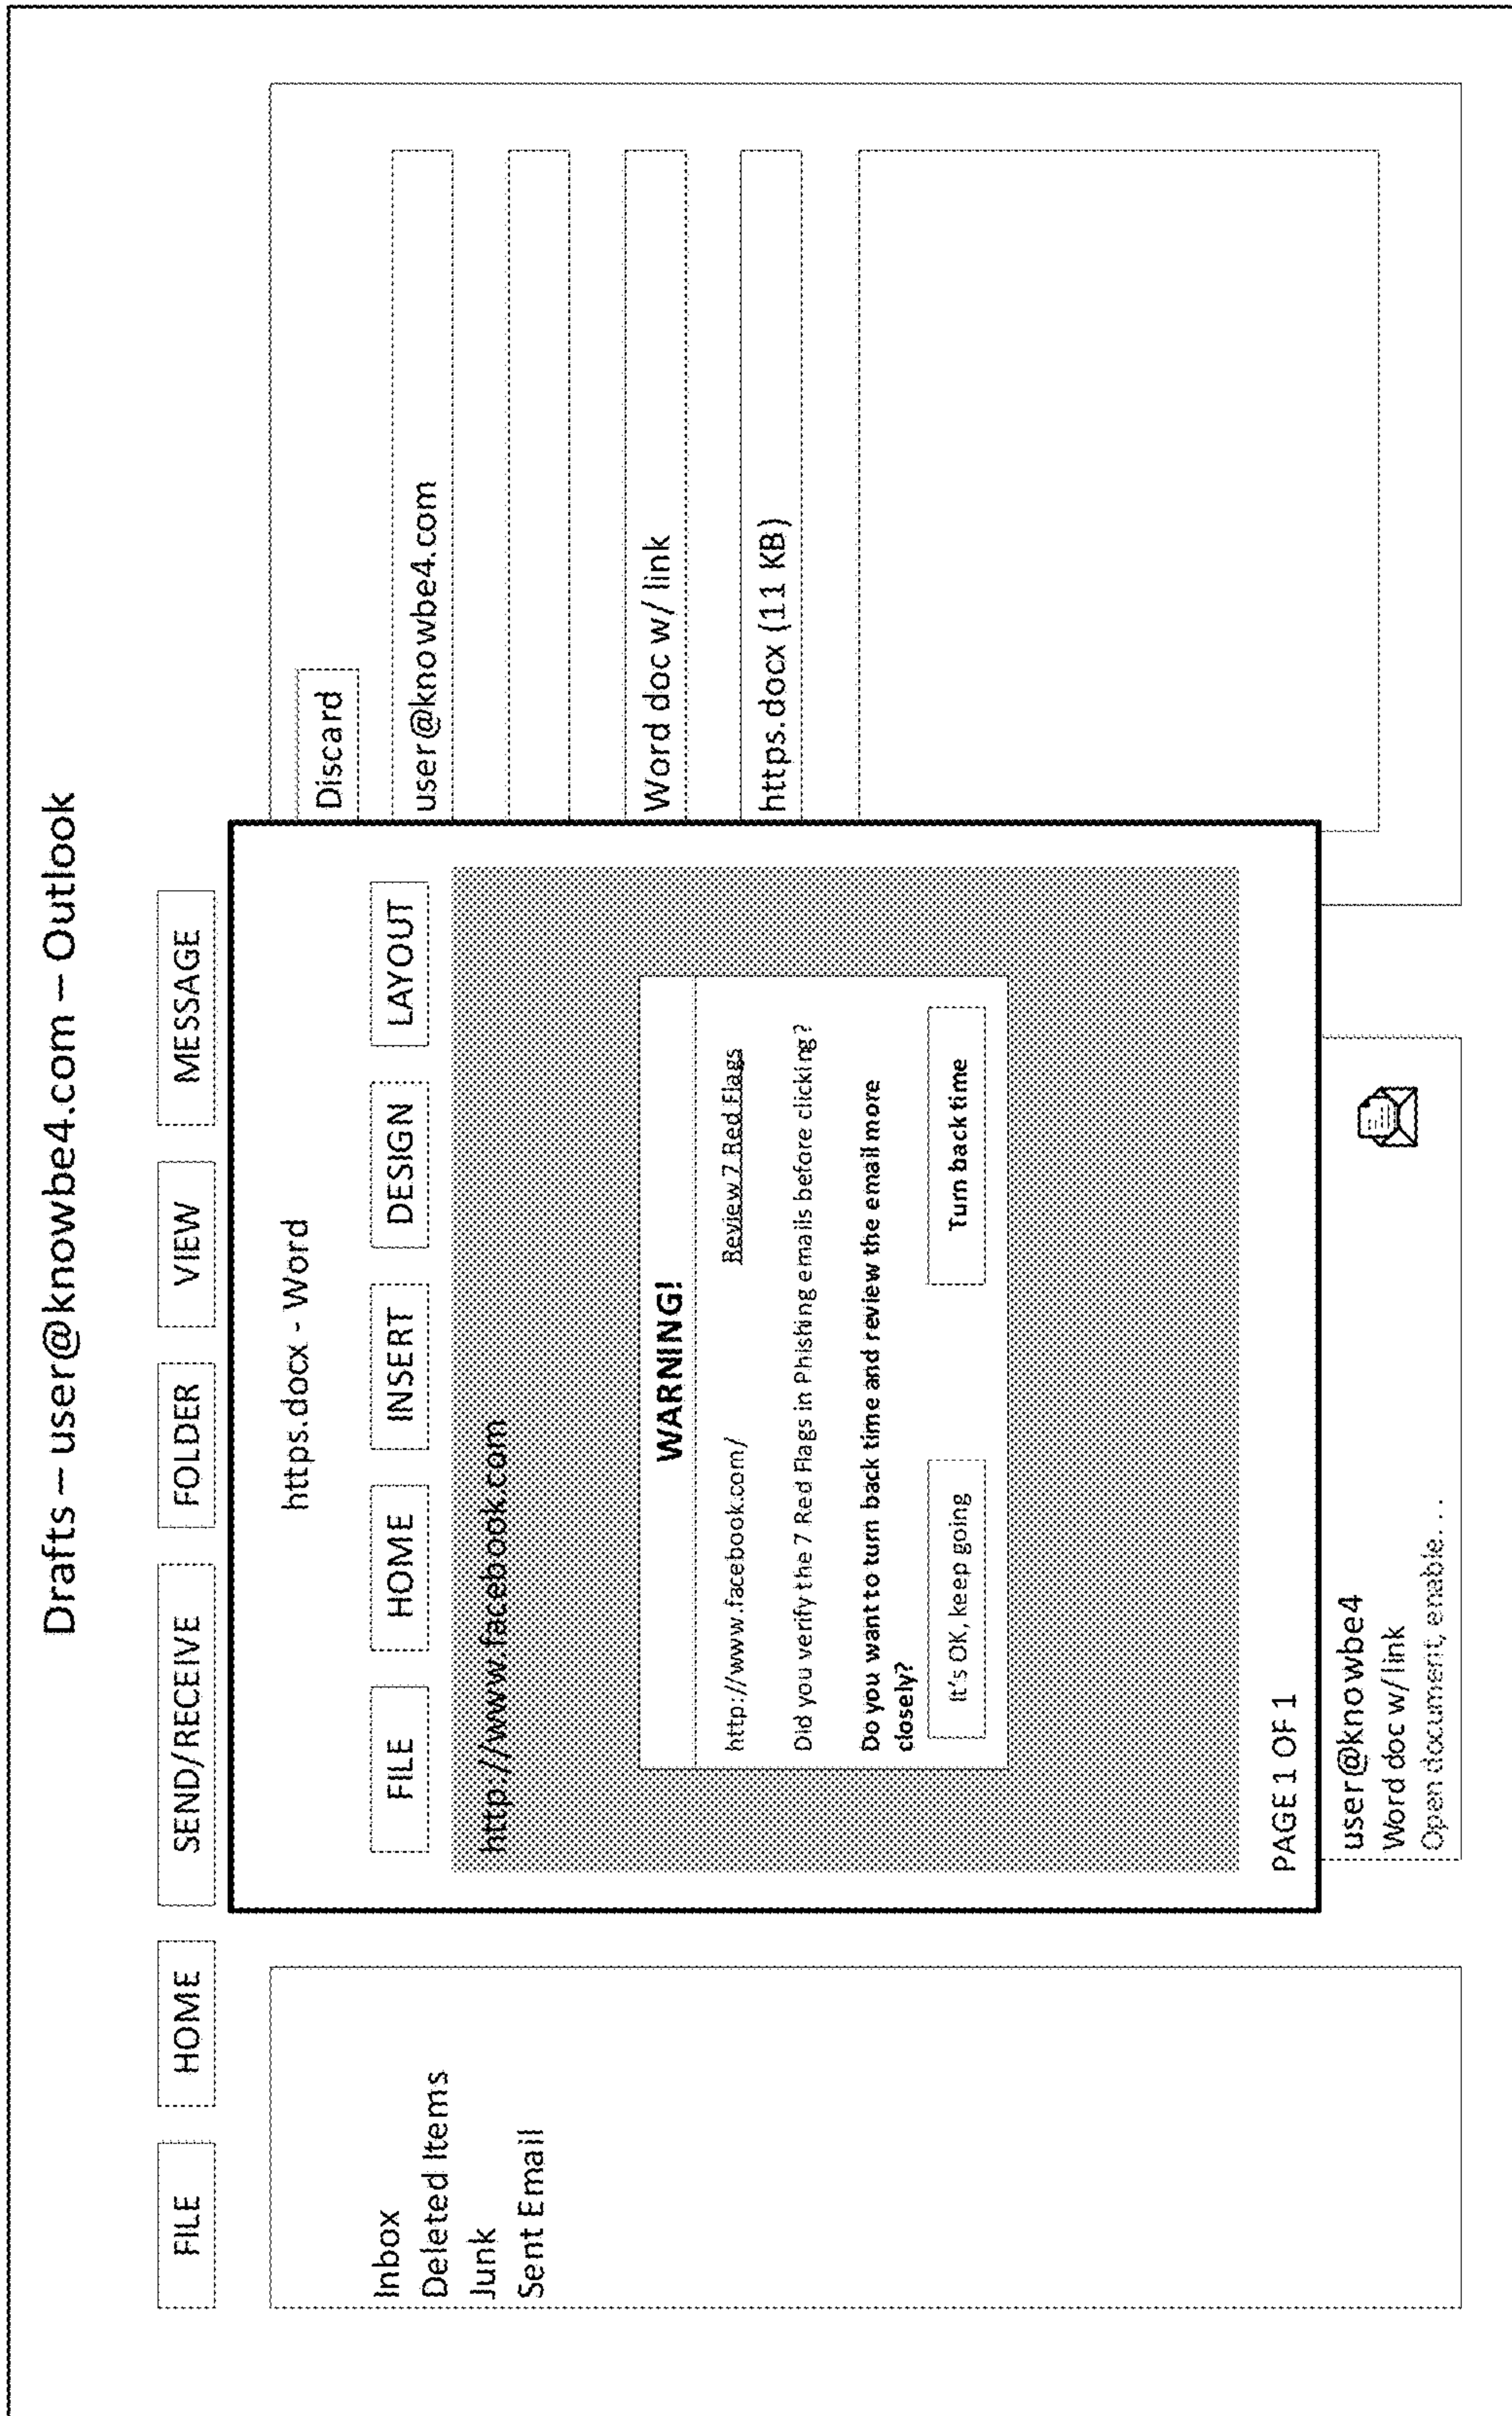 Drafts – user@knowbe4.com – Outlook
FILE HOME SEND/RECEIVE FOLDER VIEW MESSAGE
Inbox
Deleted Items
Junk
Sent Email
https.docx - Word
FILE HOME INSERT DESIGN LAYOUT
http://www.facebook.com
WARNING!
http://www.facebook.com/ Review 7 Red Flags
Did you verify the 7 Red Flags in Phishing emails before clicking?
Do you want to turn back time and review the email more
closely?
It's OK, keep going Turn back time
PAGE 1 OF 1
user@knowbe4
Word doc w/ link
Open document, enable. . .
Discard
user@knowbe4.com
Word doc w/ link
https.docx (11 KB)